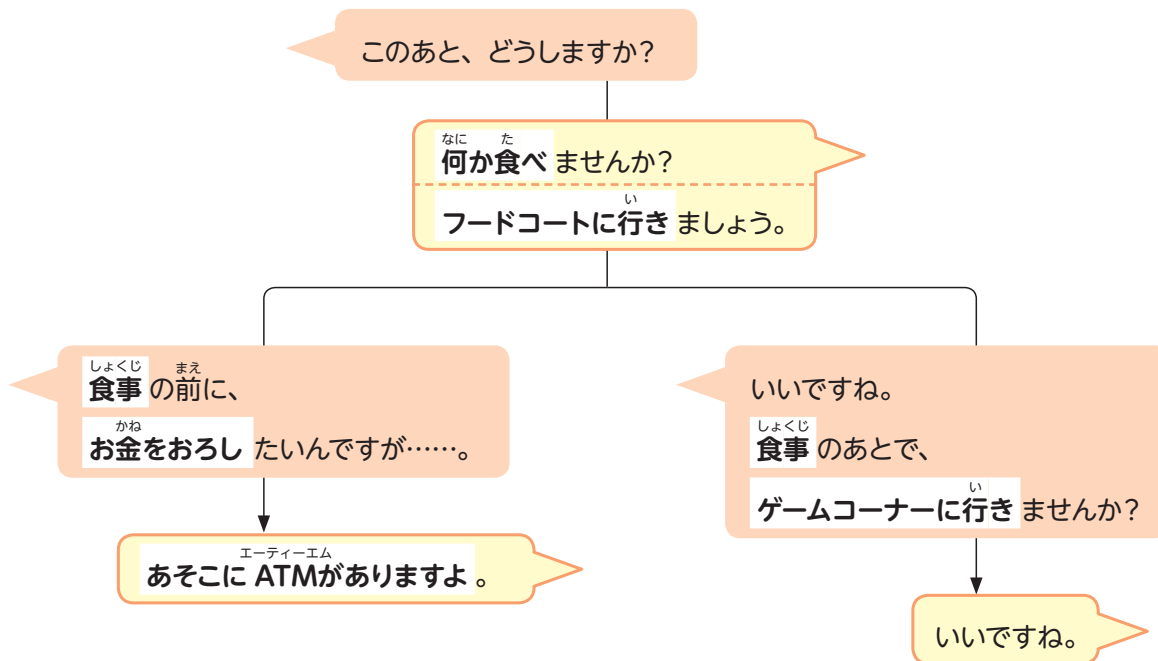 このあと、どうしますか？
なに た
何か食べ ませんか？
い
フードコートに行き ましょう。
しょくじ まえ
食事 の前に、
かね
お金をおろし たいんですが……。
エーティーエム
あそこに ATMがありますよ 。
いいですね。
しょくじ
食事 のあとで、
い
ゲームコーナーに行き ませんか？
いいですね。